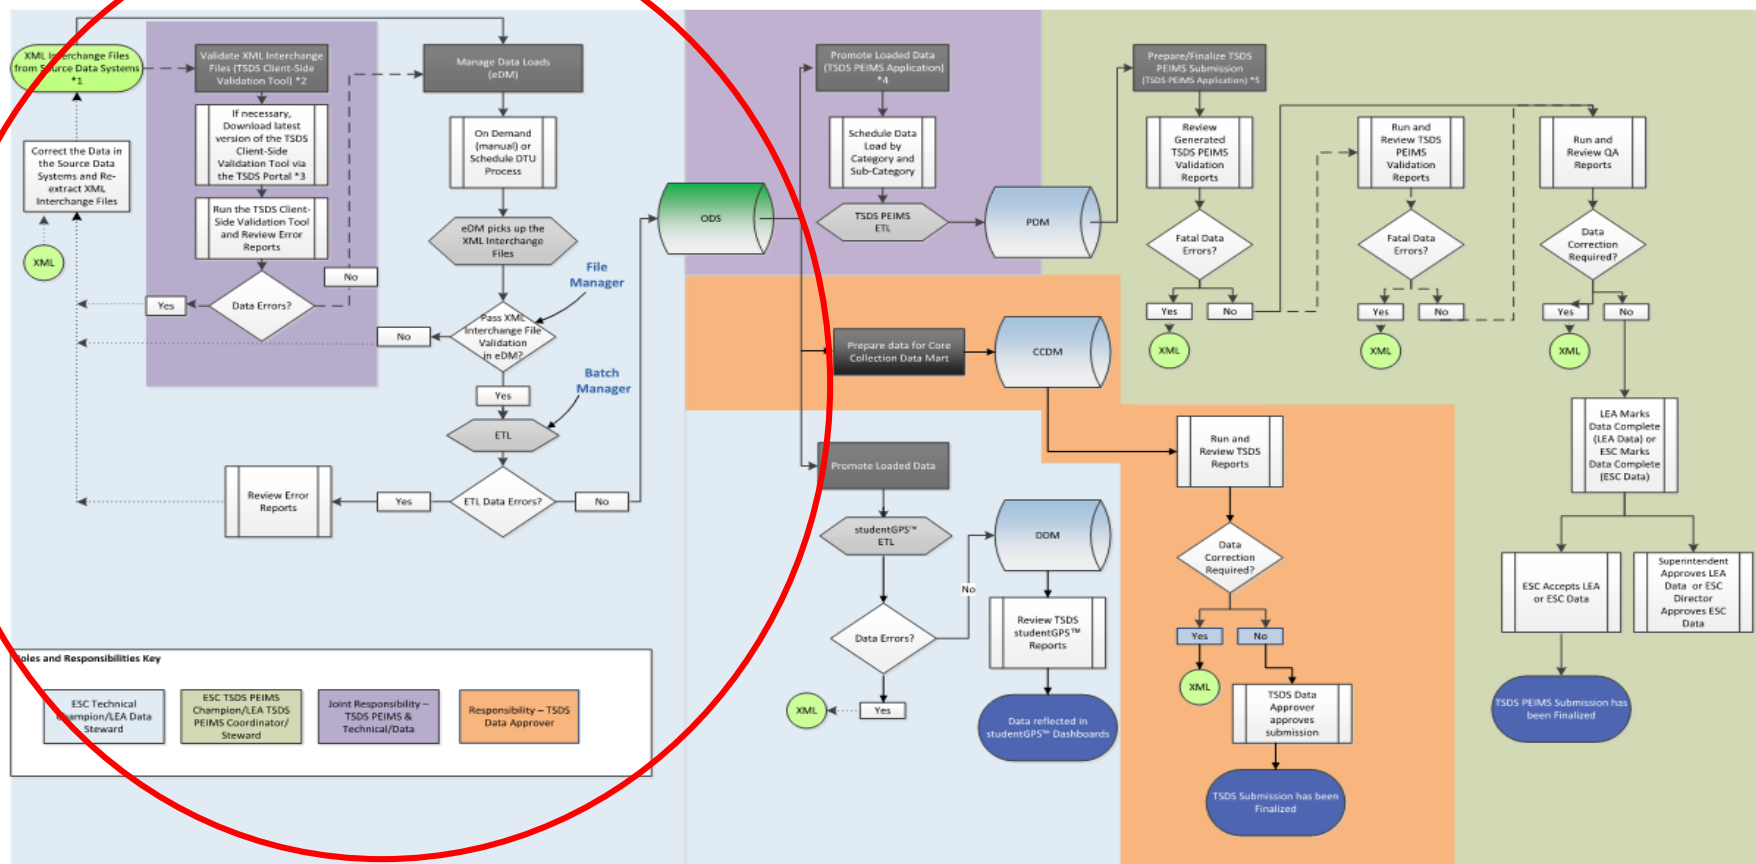 XML Interchange Files
from Source Data Systems
*1
Validate XML Interchange
Files (TSDS Client-Side
Validation Tool) *2
If necessary,
Download latest
version of the TSDS
Client-Side
Validation Tool via
the TSDS Portal *3
Run the TSDS Client-
Side Validation Tool
and Review Error
Reports
Data Errors?
Yes
No
Correct the Data in
the Source Data
Systems and Re-
extract XML
Interchange Files
XML
Manage Data Loads
(eDM)
On Demand
(manual) or
Schedule DTU
Process
eDM picks up the
XML Interchange
Files
File
Manager
Pass XML
Interchange File
Validation
in eDM?
No
Yes
Batch
Manager
ETL
ETL Data Errors?
Yes
No
Review Error
Reports
ODS
Promote Loaded Data
(TSDS PEIMS Application)
*4
Schedule Data
Load by
Category and
Sub-Category
TSDS PEIMS
ETL
PDM
Prepare/Finalize TSDS
PEIMS Submission
(TSDS PEIMS Application) *5
Review
Generated
TSDS PEIMS
Validation
Reports
Fatal Data
Errors?
Yes
No
XML
Run and
Review TSDS
PEIMS
Validation
Reports
Fatal Data
Errors?
Yes
No
XML
Run and
Review QA
Reports
Data
Correction
Required?
Yes
No
XML
LEA Marks
Data Complete
(LEA Data) or
ESC Marks
Data Complete
(ESC Data)
ESC Accepts LEA
or ESC Data
Superintendent
Approves LEA
Data or ESC
Director
Approves ESC
Data
TSDS PEIMS Submission has
been Finalized
Prepare data for Core
Collection Data Mart
CCDM
Run and
Review TSDS
Reports
Data
Correction
Required?
Yes
No
XML
TSDS Data
Approver
approves
submission
TSDS Submission has been
Finalized
Promote Loaded Data
studentGPS™
ETL
Data Errors?
No
Yes
XML
DDM
Review TSDS
studentGPS™
Reports
Data reflected in
studentGPS™ Dashboards
Roles and Responsibilities Key
ESC Technical
Champion/LEA Data
Steward
ESC TSDS PEIMS
Champion/LEA TSDS
PEIMS Coordinator/
Steward
Joint Responsibility –
TSDS PEIMS &
Technical/Data
Responsibility – TSDS
Data Approver